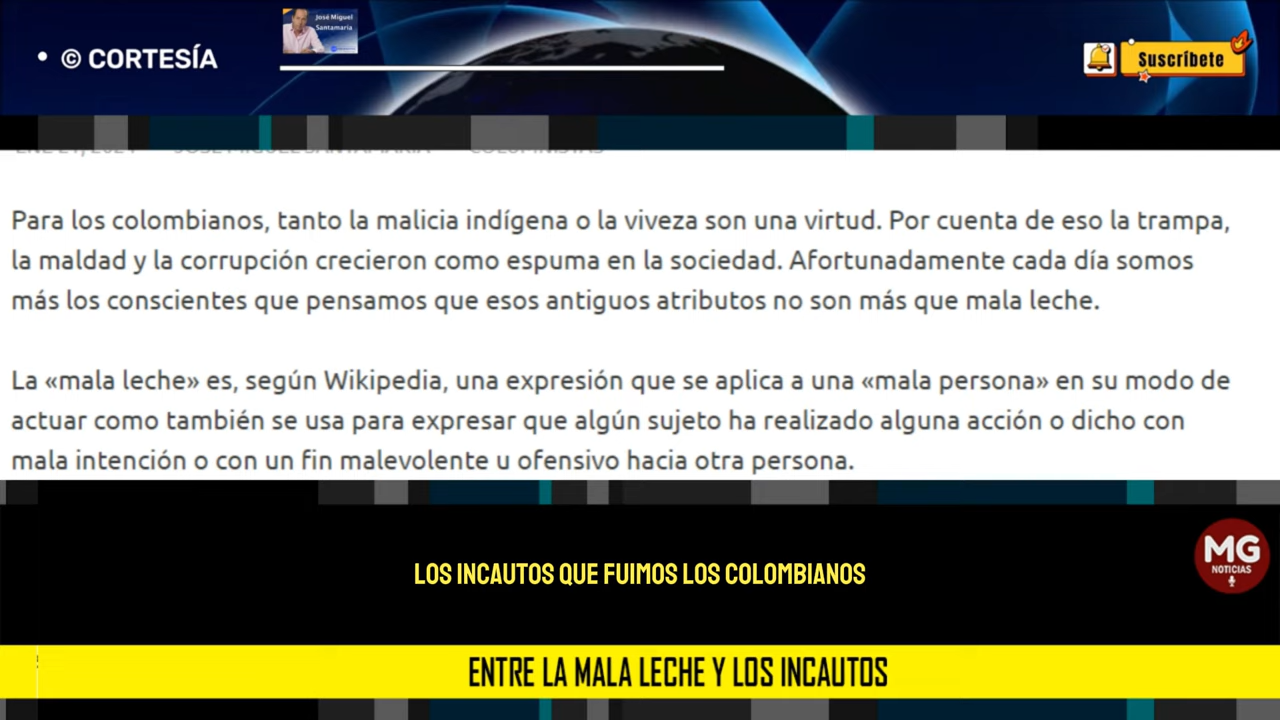 • © CORTESÍA
José Miguel
Santamaría
Suscríbete
Para los colombianos, tanto la malicia indígena o la viveza son una virtud. Por cuenta de eso la trampa,
la maldad y la corrupción crecieron como espuma en la sociedad. Afortunadamente cada día somos
más los conscientes que pensamos que esos antiguos atributos no son más que mala leche.
La «mala leche» es, según Wikipedia, una expresión que se aplica a una «mala persona» en su modo de
actuar como también se usa para expresar que algún sujeto ha realizado alguna acción o dicho con
mala intención o con un fin malevolente u ofensivo hacia otra persona.
MG
NOTICIAS
LOS INCAUTOS QUE FUIMOS LOS COLOMBIANOS
ENTRE LA MALA LECHE Y LOS INCAUTOS